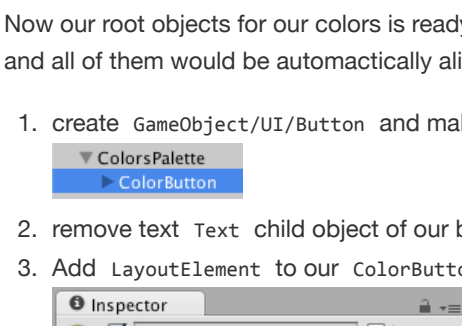 Now our root objects for our colors is ready
and all of them would be automactically ali
1. create GameObject/UI/Button and mal
ColorsPalette
ColorButton
2. remove text Text child object of our b
3. Add LayoutElement to our ColorButto
Inspector